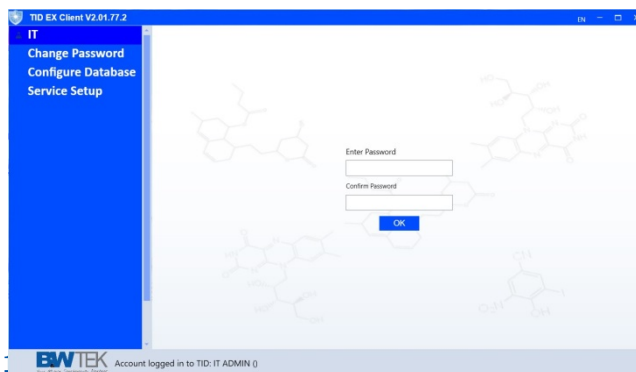 TID EX Client V2.01.77.2
EN
IT
Change Password
Configure Database
Service Setup
Enter Password
Confirm Password
OK
BWTEK
Account logged in to TID: IT ADMIN ()